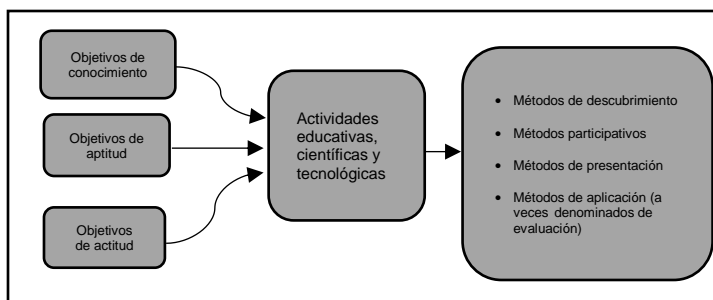 Objetivos de
conocimiento
Objetivos de
aptitud
Objetivos
de actitud
Actividades
educativas,
científicas y
tecnológicas
• Métodos de descubrimiento
• Métodos participativos
• Métodos de presentación
• Métodos de aplicación (a
veces denominados de
evaluación)